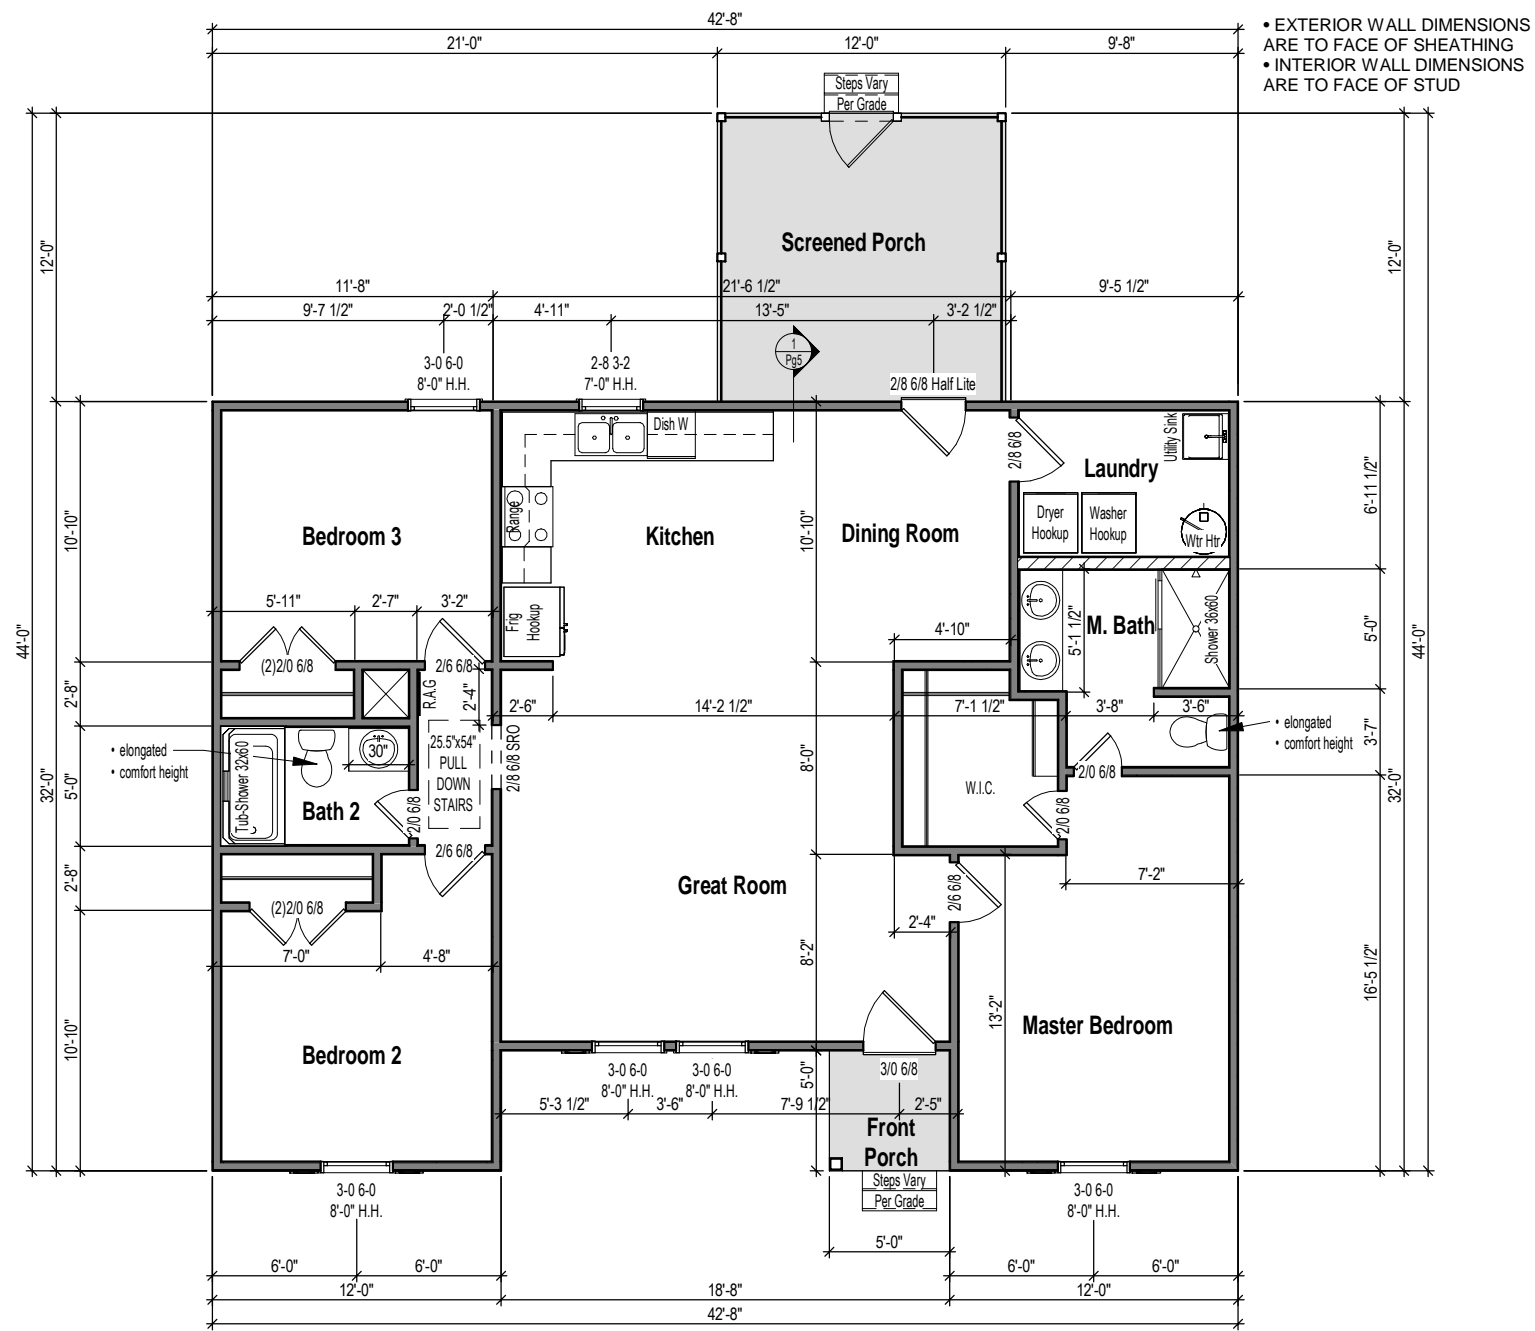 42'-8"
• EXTERIOR WALL DIMENSIONS
ARE TO FACE OF SHEATHING
• INTERIOR WALL DIMENSIONS
ARE TO FACE OF STUD
21'-0"
12'-0"
9'-8"
Steps Vary
Per Grade
12'-0"
Screened Porch
12'-0"
11'-8"
21'-6 1/2"
9'-5 1/2"
9'-7 1/2"
2'-0 1/2"
4'-11"
13'-5"
3'-2 1/2"
1
Pg5
3-0 6-0
8'-0" H.H.
2-8 3-2
7'-0" H.H.
2/8 6/8 Half Lite
Dish W
Utility Sink
2/8 6/8
Laundry
6'-11 1/2"
Range
Bedroom 3
Kitchen
Dining Room
10'-10"
10'-10"
Dryer
Hookup
Washer
Hookup
Wtr Htr
5'-11"
2'-7"
3'-2"
Frig
Hookup
4'-10"
5'-1 1/2"
M. Bath
Shower 36x60
5'-0"
44'-0"
44'-0"
(2)2/0 6/8
2/6 6/8
R.A.G
2'-4"
2'-8"
2'-6"
14'-2 1/2"
7'-1 1/2"
3'-8"
3'-6"
3'-7"
• elongated
• comfort height
• elongated
• comfort height
30"
25.5"x54"
PULL
DOWN
STAIRS
2/8 6/8 SRO
8'-0"
2/0 6/8
32'-0"
32'-0"
5'-0"
Tub-Shower 32x60
Bath 2
2/0 6/8
W.I.C.
2/0 6/8
2/6 6/8
2'-8"
Great Room
7'-2"
2/6 6/8
(2)2/0 6/8
2'-4"
7'-0"
4'-8"
8'-2"
16'-5 1/2"
13'-2"
10'-10"
Bedroom 2
Master Bedroom
3-0 6-0
8'-0" H.H.
3-0 6-0
8'-0" H.H.
5'-0"
3/0 6/8
5'-3 1/2"
3'-6"
7'-9 1/2"
2'-5"
Front
Porch
Steps Vary
Per Grade
3-0 6-0
8'-0" H.H.
3-0 6-0
8'-0" H.H.
5'-0"
6'-0"
6'-0"
6'-0"
6'-0"
12'-0"
18'-8"
12'-0"
42'-8"